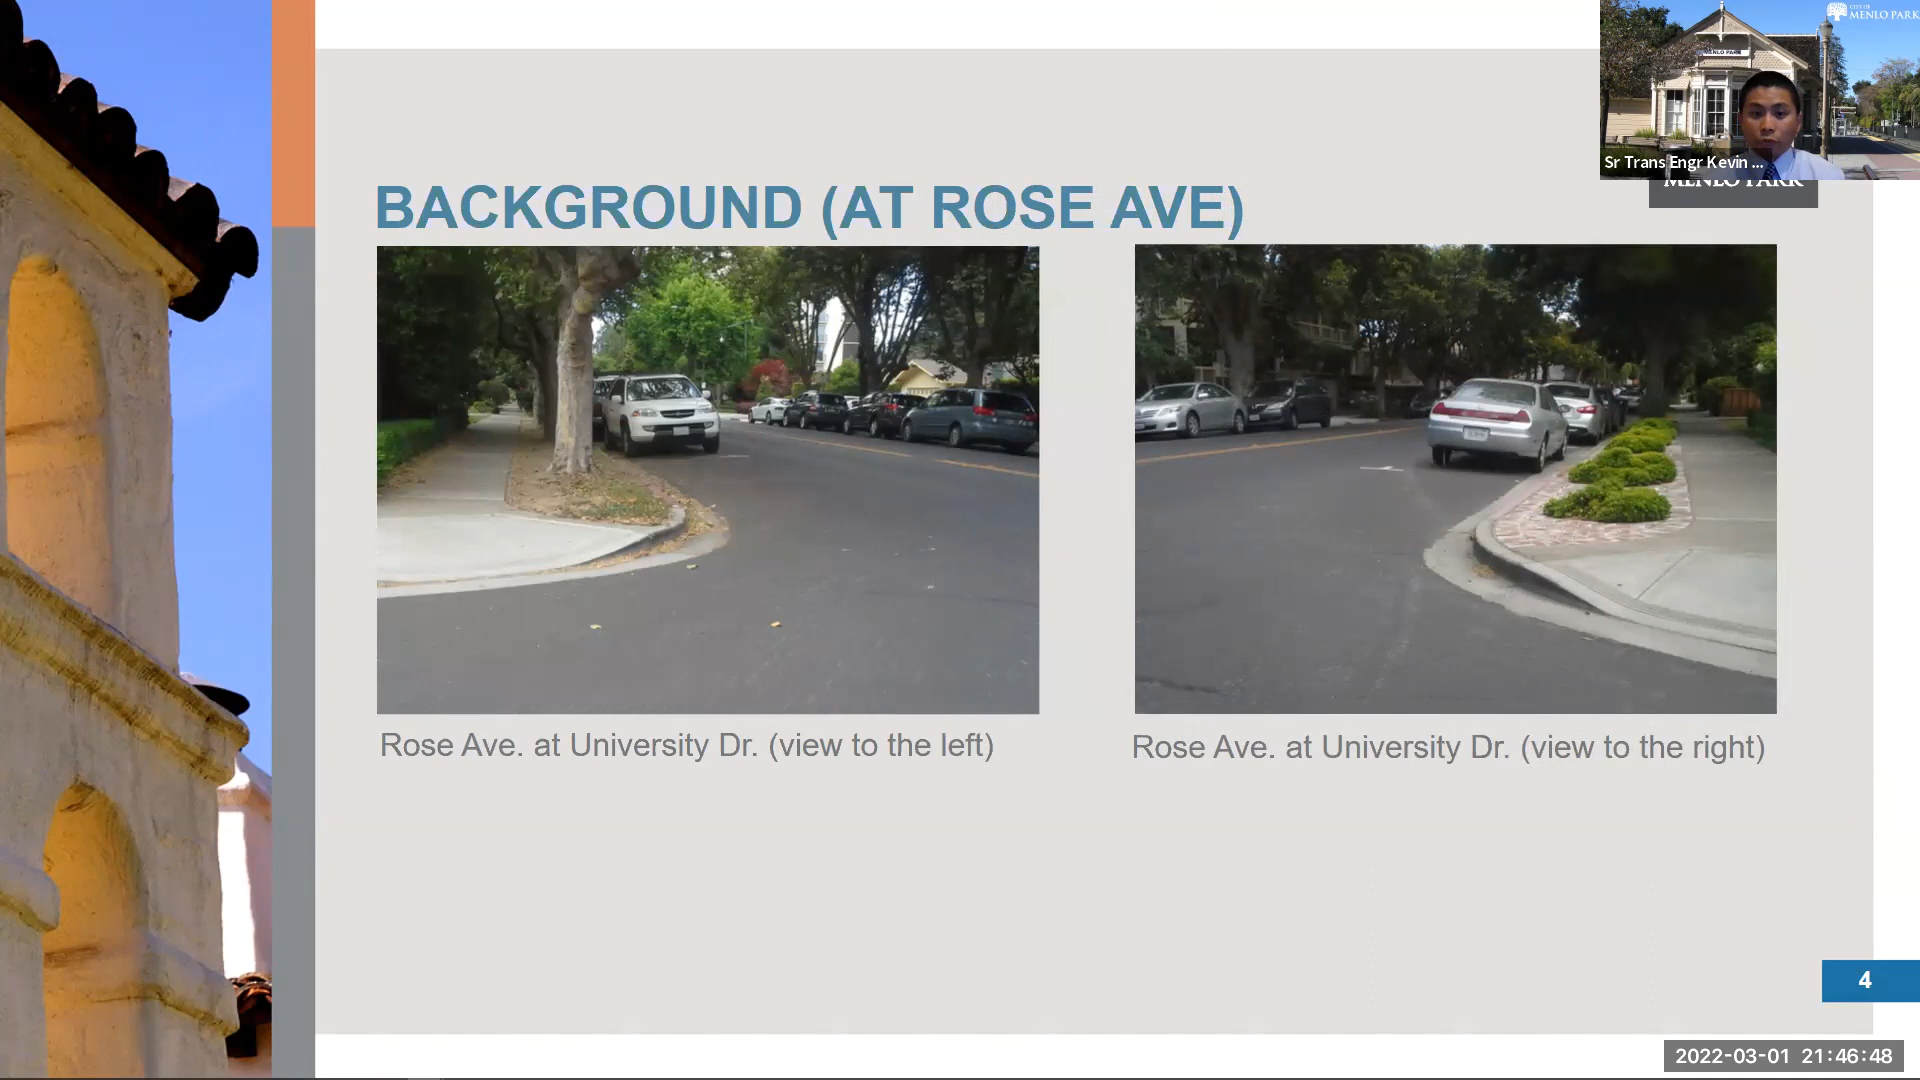 CITY OF
MENLO PARK
MENLO PARK
Sr Trans Engr Kevin ...
MENLO PARK
BACKGROUND (AT ROSE AVE)
Rose Ave. at University Dr. (view to the left)
Rose Ave. at University Dr. (view to the right)
4
2022-03-01 21:46:48